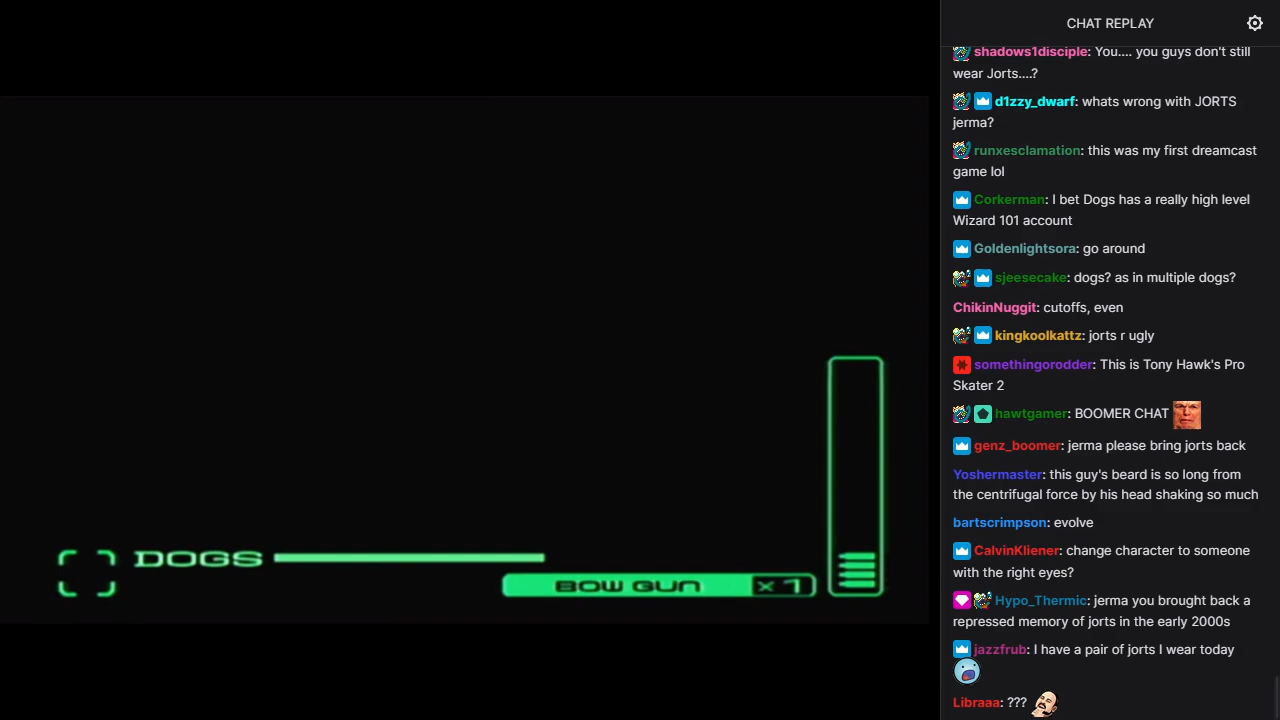 DOGS
BOW GUN ×1
CHAT REPLAY
shadows1disciple: You.... you guys don't still
wear Jorts....?
d1zzy_dwarf: whats wrong with JORTS
jerma?
runxesclamation: this was my first dreamcast
game lol
Corkerman: I bet Dogs has a really high level
Wizard 101 account
Goldenlightsora: go around
sjeesecake: dogs? as in multiple dogs?
ChikinNuggit: cutoffs, even
kingkoolkattz: jorts r ugly
somethingorodder: This is Tony Hawk's Pro
Skater 2
hawtgamer: BOOMER CHAT
genz_boomer: jerma please bring jorts back
Yoshermaster: this guy's beard is so long from
the centrifugal force by his head shaking so much
bartscrimpson: evolve
CalvinKliener: change character to someone
with the right eyes?
Hypo_Thermic: jerma you brought back a
repressed memory of jorts in the early 2000s
jazzfrub: I have a pair of jorts I wear today
Libraaa: ???